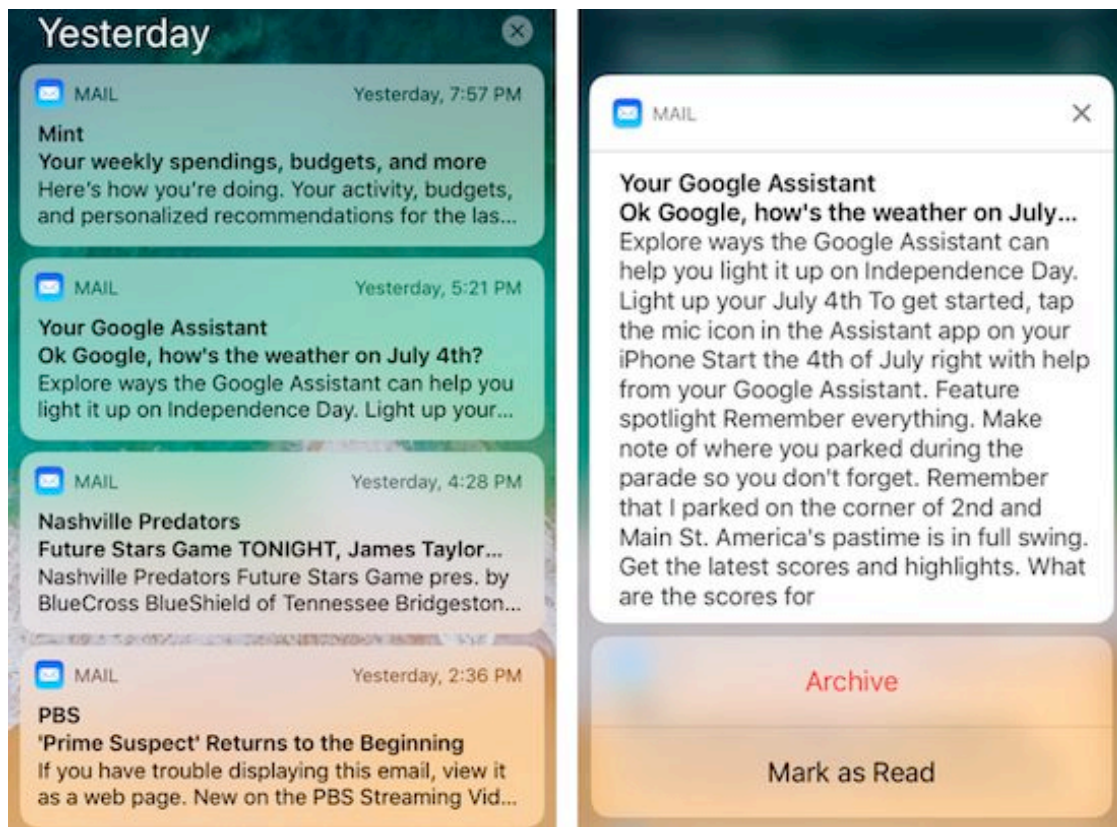 Yesterday
MAIL Yesterday, 7:57 PM
Mint
Your weekly spendings, budgets, and more
Here's how you're doing. Your activity, budgets,
and personalized recommendations for the las...
MAIL Yesterday, 5:21 PM
Your Google Assistant
Ok Google, how's the weather on July 4th?
Explore ways the Google Assistant can help you
light it up on Independence Day. Light up your...
MAIL Yesterday, 4:28 PM
Nashville Predators
Future Stars Game TONIGHT, James Taylor...
Nashville Predators Future Stars Game pres. by
BlueCross BlueShield of Tennessee Bridgeston...
MAIL Yesterday, 2:36 PM
PBS
'Prime Suspect' Returns to the Beginning
If you have trouble displaying this email, view it
as a web page. New on the PBS Streaming Vid...
MAIL
Your Google Assistant
Ok Google, how's the weather on July...
Explore ways the Google Assistant can
help you light it up on Independence Day.
Light up your July 4th To get started, tap
the mic icon in the Assistant app on your
iPhone Start the 4th of July right with help
from your Google Assistant. Feature
spotlight Remember everything. Make
note of where you parked during the
parade so you don't forget. Remember
that I parked on the corner of 2nd and
Main St. America's pastime is in full swing.
Get the latest scores and highlights. What
are the scores for
Archive
Mark as Read